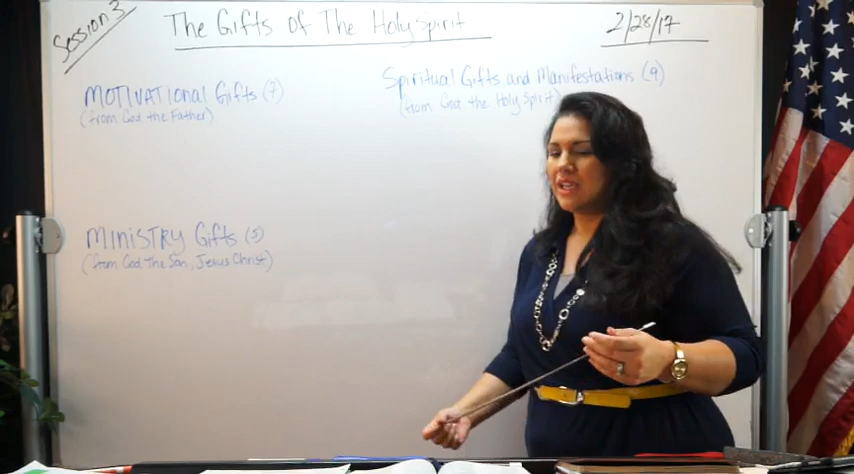 Session 3
The Gifts of The Holy Spirit
2/28/17
MOTIVATIonal Gifts (7)
(from God the Father)
Spiritual Gifts and Manifestations (9)
(from God the Holy Spirit)
MINISTRY Gifts (5)
(from God The Son, Jesus Christ)